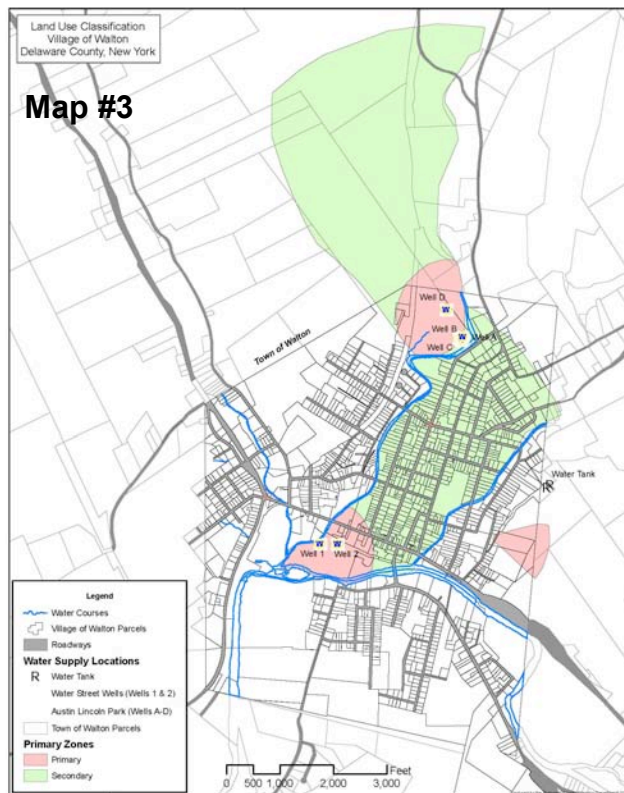 Land Use Classification
Village of Walton
Delaware County, New York
Map #3
Well D
W
Well B
W
Well A
Well C
Town of Walton
Water Tank
R
W
W
Well 1
Well 2
Legend
Water Courses
Village of Walton Parcels
Roadways
Water Supply Locations
R Water Tank
Water Street Wells (Wells 1 & 2)
Austin Lincoln Park (Wells A-D)
Town of Walton Parcels
Primary Zones
Primary
Secondary
Feet
0 500 1,000 2,000 3,000